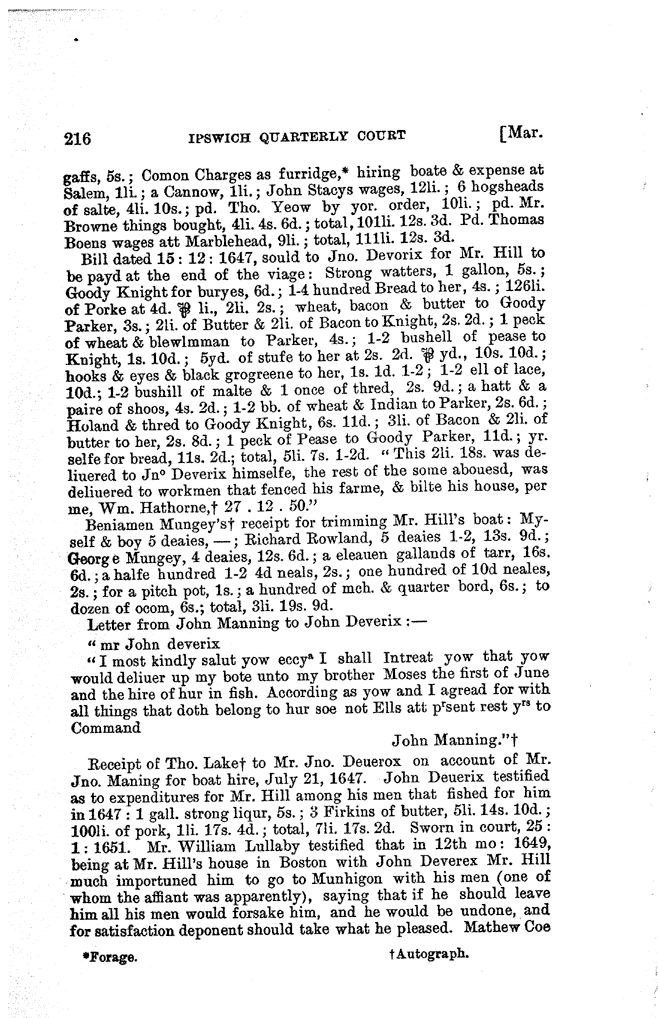 216 IPSWICH QUARTERLY COURT [Mar.
gaffs, 5s.; Comon Charges as furridge,* hiring boate & expense at
Salem, 1li.; a Cannow, 1li.; John Stacys wages, 12li.; 6 hogsheads
of salte, 4li. 10s.; pd. Tho. Yeow by yor. order, 10li.; pd. Mr.
Browne things bought, 4li. 4s. 6d.; total, 101li. 12s. 3d. Pd. Thomas
Boens wages att Marblehead, 9li.; total, 111li. 12s. 3d.
Bill dated 15 : 12 : 1647, sould to Jno. Devorix for Mr. Hill to
be payd at the end of the viage: Strong watters, 1 gallon, 5s.;
Goody Knight for buryes, 6d.; 1-4 hundred Bread to her, 4s.; 126li.
of Porke at 4d. ⅌ li., 2li. 2s.; wheat, bacon & butter to Goody
Parker, 3s.; 2li. of Butter & 2li. of Bacon to Knight, 2s. 2d.; 1 peck
of wheat & blewlmman to Parker, 4s.; 1-2 bushell of pease to
Knight, 1s. 10d.; 5yd. of stufe to her at 2s. 2d. ⅌ yd., 10s. 10d.;
hooks & eyes & black grogreene to her, 1s. 1d. 1-2; 1-2 ell of lace,
10d.; 1-2 bushill of malte & 1 once of thred, 2s. 9d.; a hatt & a
paire of shoos, 4s. 2d.; 1-2 bb. of wheat & Indian to Parker, 2s. 6d.;
Holand & thred to Goody Knight, 6s. 11d.; 3li. of Bacon & 2li. of
butter to her, 2s. 8d.; 1 peck of Pease to Goody Parker, 11d.; yr.
selfe for bread, 11s. 2d.; total, 5li. 7s. 1-2d. "This 2li. 18s. was de-
liuered to Jnº Deverix himselfe, the rest of the some abouesd, was
deliuered to workmen that fenced his farme, & bilte his house, per
me, Wm. Hathorne,† 27 . 12 . 50."
Beniamen Mungey's† receipt for trimming Mr. Hill's boat: My-
self & boy 5 deaies, — ; Richard Rowland, 5 deaies 1-2, 13s. 9d.;
George Mungey, 4 deaies, 12s. 6d.; a eleauen gallands of tarr, 16s.
6d.; a halfe hundred 1-2 4d neals, 2s.; one hundred of 10d neales,
2s.; for a pitch pot, 1s.; a hundred of mch. & quarter bord, 6s.; to
dozen of ocom, 6s.; total, 3li. 19s. 9d.
Letter from John Manning to John Deverix :—
"mr John deverix
"I most kindly salut yow eccyᵃ I shall Intreat yow that yow
would deliuer up my bote unto my brother Moses the first of June
and the hire of hur in fish. According as yow and I agread for with
all things that doth belong to hur soe not Ells att pʳsent rest yʳˢ to
Command
John Manning."†
Receipt of Tho. Lake† to Mr. Jno. Deuerox on account of Mr.
Jno. Maning for boat hire, July 21, 1647. John Deuerix testified
as to expenditures for Mr. Hill among his men that fished for him
in 1647 : 1 gall. strong liqur, 5s.; 3 Firkins of butter, 5li. 14s. 10d.;
100li. of pork, 1li. 17s. 4d.; total, 7li. 17s. 2d. Sworn in court, 25 :
1 : 1651. Mr. William Lullaby testified that in 12th mo: 1649,
being at Mr. Hill's house in Boston with John Deverex Mr. Hill
much importuned him to go to Munhigon with his men (one of
whom the affiant was apparently), saying that if he should leave
him all his men would forsake him, and he would be undone, and
for satisfaction deponent should take what he pleased. Mathew Coe
*Forage. †Autograph.